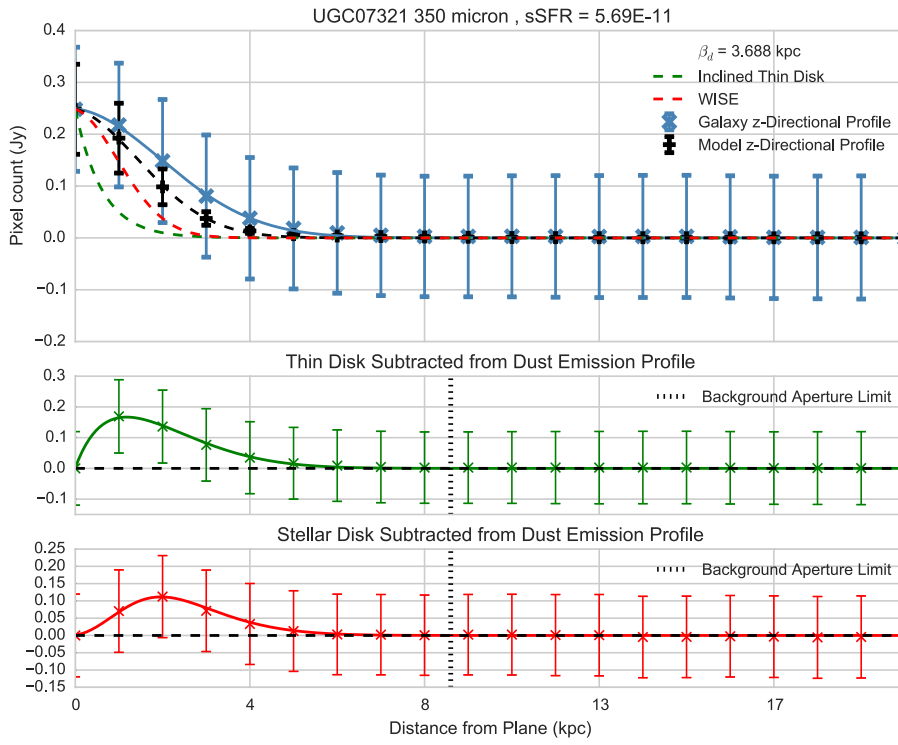 UGC07321 350 micron , sSFR = 5.69E-11
0.4
0.3
0.2
0.1
0.0
−0.1
−0.2
Pixel count (Jy)
β_d = 3.688 kpc
Inclined Thin Disk
WISE
Galaxy z-Directional Profile
Model z-Directional Profile
Thin Disk Subtracted from Dust Emission Profile
0.3
0.2
0.1
0.0
−0.1
Background Aperture Limit
Stellar Disk Subtracted from Dust Emission Profile
0.25
0.20
0.15
0.10
0.05
0.00
−0.05
−0.10
−0.15
Background Aperture Limit
0 4 8 13 17
Distance from Plane (kpc)